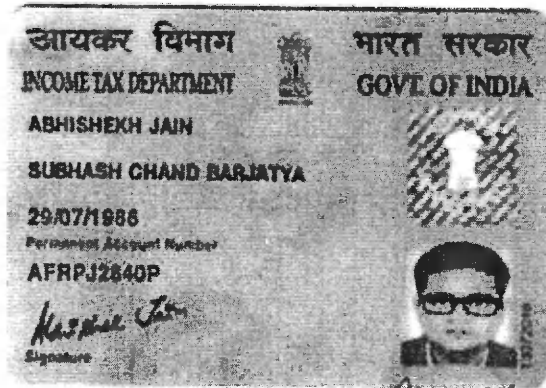 आयकर विभाग
भारत सरकार
INCOME TAX DEPARTMENT
GOVT. OF INDIA
ABHISHEKH JAIN
SUBHASH CHAND BARJATYA
29/07/1986
Permanent Account Number
AFRPJ2640P
Signature